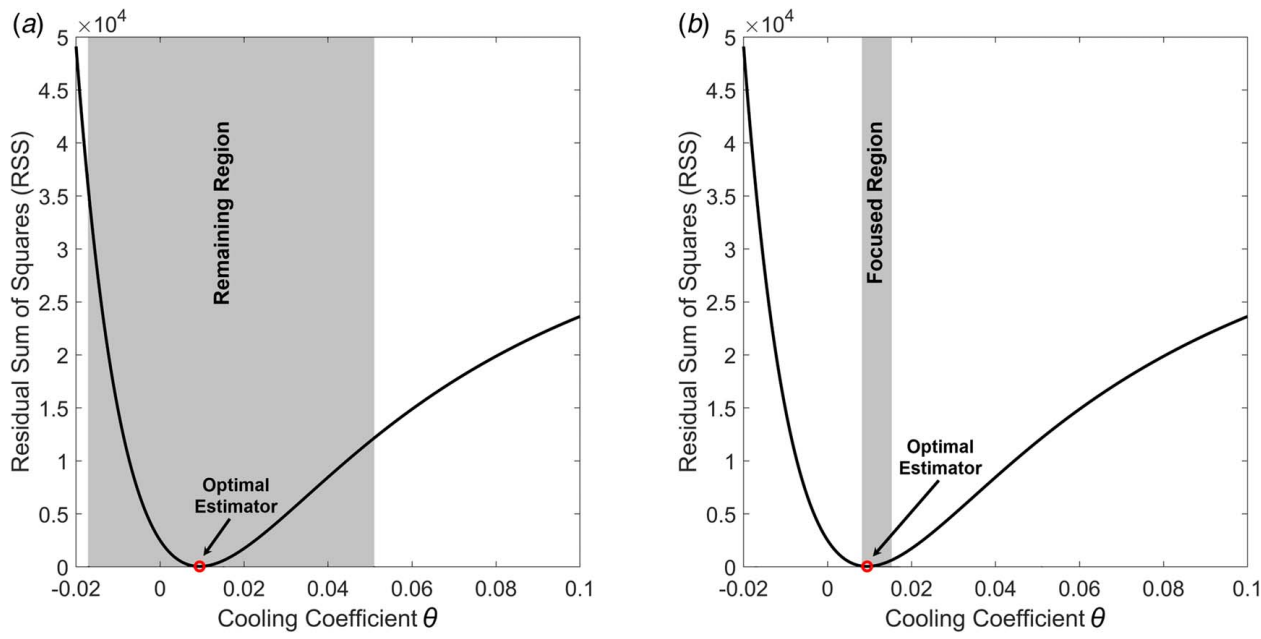 (a)
×10⁴
5
4.5
4
3.5
3
2.5
2
1.5
1
0.5
0
Residual Sum of Squares (RSS)
Remaining Region
Optimal
Estimator
-0.02 0 0.02 0.04 0.06 0.08 0.1
Cooling Coefficient θ
(b)
×10⁴
5
4.5
4
3.5
3
2.5
2
1.5
1
0.5
0
Residual Sum of Squares (RSS)
Focused Region
Optimal
Estimator
-0.02 0 0.02 0.04 0.06 0.08 0.1
Cooling Coefficient θ